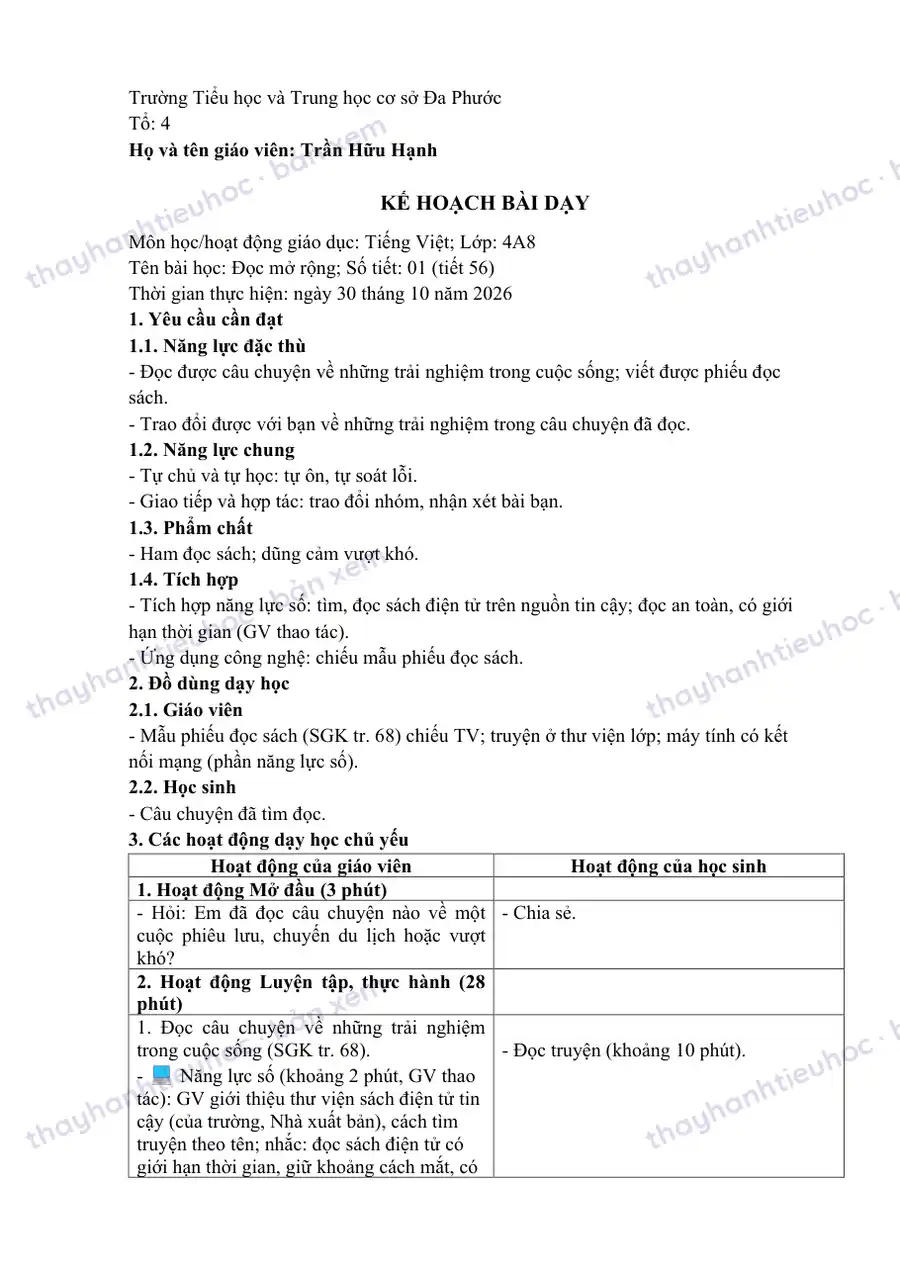 Trường Tiểu học và Trung học cơ sở Đa Phước
Tổ: 4
Họ và tên giáo viên: Trần Hữu Hạnh
KẾ HOẠCH BÀI DẠY
Môn học/hoạt động giáo dục: Tiếng Việt; Lớp: 4A8
Tên bài học: Đọc mở rộng; Số tiết: 01 (tiết 56)
Thời gian thực hiện: ngày 30 tháng 10 năm 2026
1. Yêu cầu cần đạt
1.1. Năng lực đặc thù
- Đọc được câu chuyện về những trải nghiệm trong cuộc sống; viết được phiếu đọc
sách.
- Trao đổi được với bạn về những trải nghiệm trong câu chuyện đã đọc.
1.2. Năng lực chung
- Tự chủ và tự học: tự ôn, tự soát lỗi.
- Giao tiếp và hợp tác: trao đổi nhóm, nhận xét bài bạn.
1.3. Phẩm chất
- Ham đọc sách; dũng cảm vượt khó.
1.4. Tích hợp
- Tích hợp năng lực số: tìm, đọc sách điện tử trên nguồn tin cậy; đọc an toàn, có giới
hạn thời gian (GV thao tác).
- Ứng dụng công nghệ: chiếu mẫu phiếu đọc sách.
2. Đồ dùng dạy học
2.1. Giáo viên
- Mẫu phiếu đọc sách (SGK tr. 68) chiếu TV; truyện ở thư viện lớp; máy tính có kết
nối mạng (phần năng lực số).
2.2. Học sinh
- Câu chuyện đã tìm đọc.
3. Các hoạt động dạy học chủ yếu
Hoạt động của giáo viên
Hoạt động của học sinh
1. Hoạt động Mở đầu (3 phút)
- Hỏi: Em đã đọc câu chuyện nào về một
cuộc phiêu lưu, chuyến du lịch hoặc vượt
khó?
- Chia sẻ.
2. Hoạt động Luyện tập, thực hành (28
phút)
1. Đọc câu chuyện về những trải nghiệm
trong cuộc sống (SGK tr. 68).
- Năng lực số (khoảng 2 phút, GV thao
tác): GV giới thiệu thư viện sách điện tử tin
cậy (của trường, Nhà xuất bản), cách tìm
truyện theo tên; nhắc: đọc sách điện tử có
giới hạn thời gian, giữ khoảng cách mắt, có
- Đọc truyện (khoảng 10 phút).
thayhanhtieuhoc · bản xem
thayhanhtieuhoc · b
thayhanhtieuhoc · bản xem
thayhanhtieuhoc · b
thayhanhtieuhoc · bản xem
thayhanhtieuhoc · b